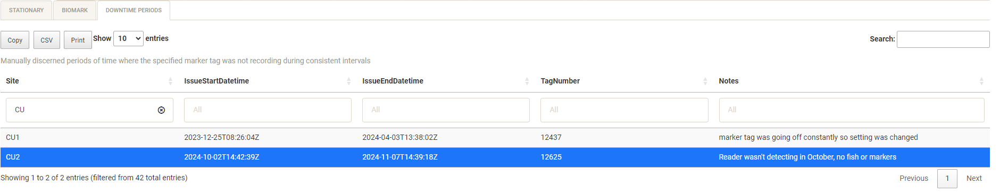 STATIONARY BIOMARK DOWNTIME PERIODS
Copy CSV Print Show 10 entries Search:
Manually discerned periods of time where the specified marker tag was not recording during consistent intervals
Site IssueStartDatetime IssueEndDatetime TagNumber Notes
CU All All All All
CU1 2023-12-25T08:26:04Z 2024-04-03T13:38:02Z 12437 marker tag was going off constantly so setting was changed
CU2 2024-10-02T14:42:39Z 2024-11-07T14:39:18Z 12625 Reader wasn't detecting in October, no fish or markers
Showing 1 to 2 of 2 entries (filtered from 42 total entries) Previous 1 Next